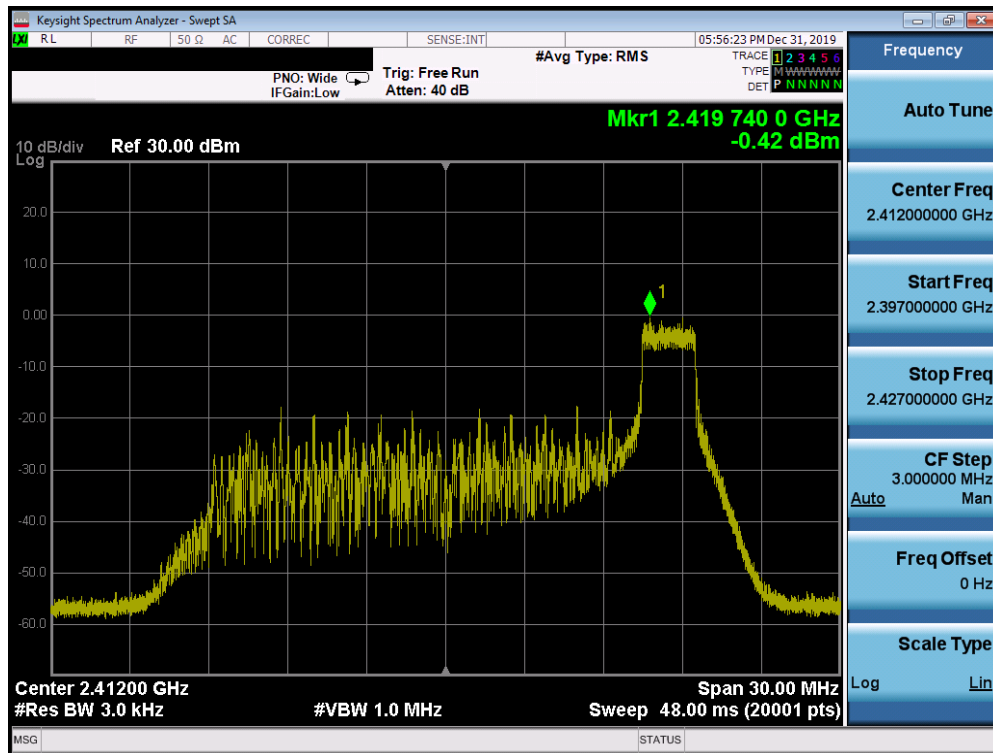 Keysight Spectrum Analyzer - Swept SA
LXI RL RF 50 Ω AC CORREC SENSE:INT 05:56:23 PM Dec 31, 2019
PNO: Wide Trig: Free Run #Avg Type: RMS TRACE 1 2 3 4 5 6
IFGain:Low Atten: 40 dB TYPE M W W W W W
DET P N N N N N
Mkr1 2.419 740 0 GHz
-0.42 dBm
10 dB/div Ref 30.00 dBm
Log
20.0
10.0
1
0.00
-10.0
-20.0
-30.0
-40.0
-50.0
-60.0
Center 2.41200 GHz Span 30.00 MHz
#Res BW 3.0 kHz #VBW 1.0 MHz Sweep 48.00 ms (20001 pts)
MSG STATUS
Frequency
Auto Tune
Center Freq
2.412000000 GHz
Start Freq
2.397000000 GHz
Stop Freq
2.427000000 GHz
CF Step
3.000000 MHz
Auto Man
Freq Offset
0 Hz
Scale Type
Log Lin